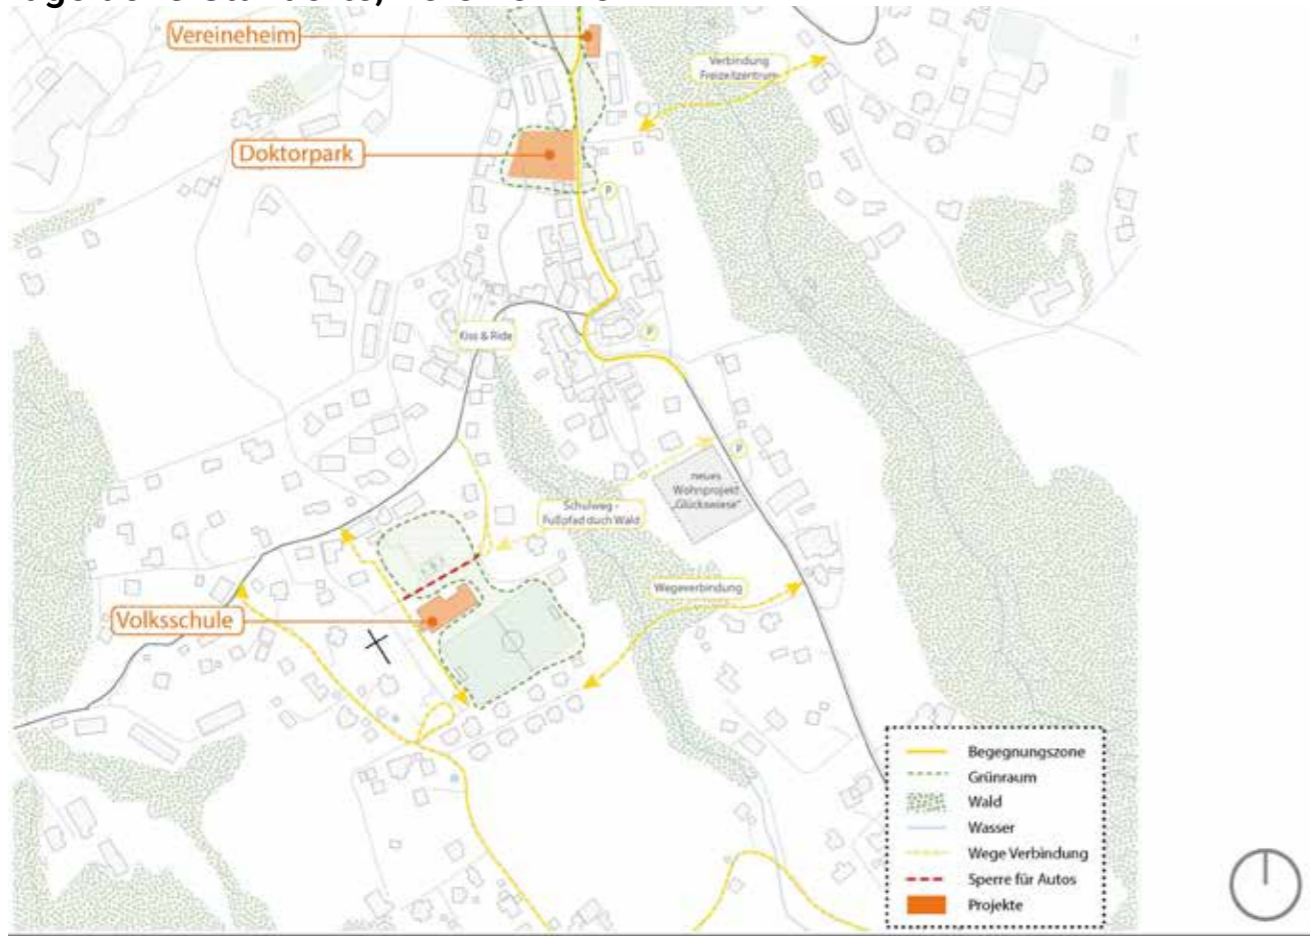 Vereineheim
Verbindung
Freizeitzentrum
Doktorpark
P
Kiss & Ride
P
P
neues
Wohnprojekt
„Glückswiese"
Schulweg -
Fußpfad duch Wald
Wegeverbindung
Volksschule
Begegnungszone
Grünraum
Wald
Wasser
Wege Verbindung
Sperre für Autos
Projekte